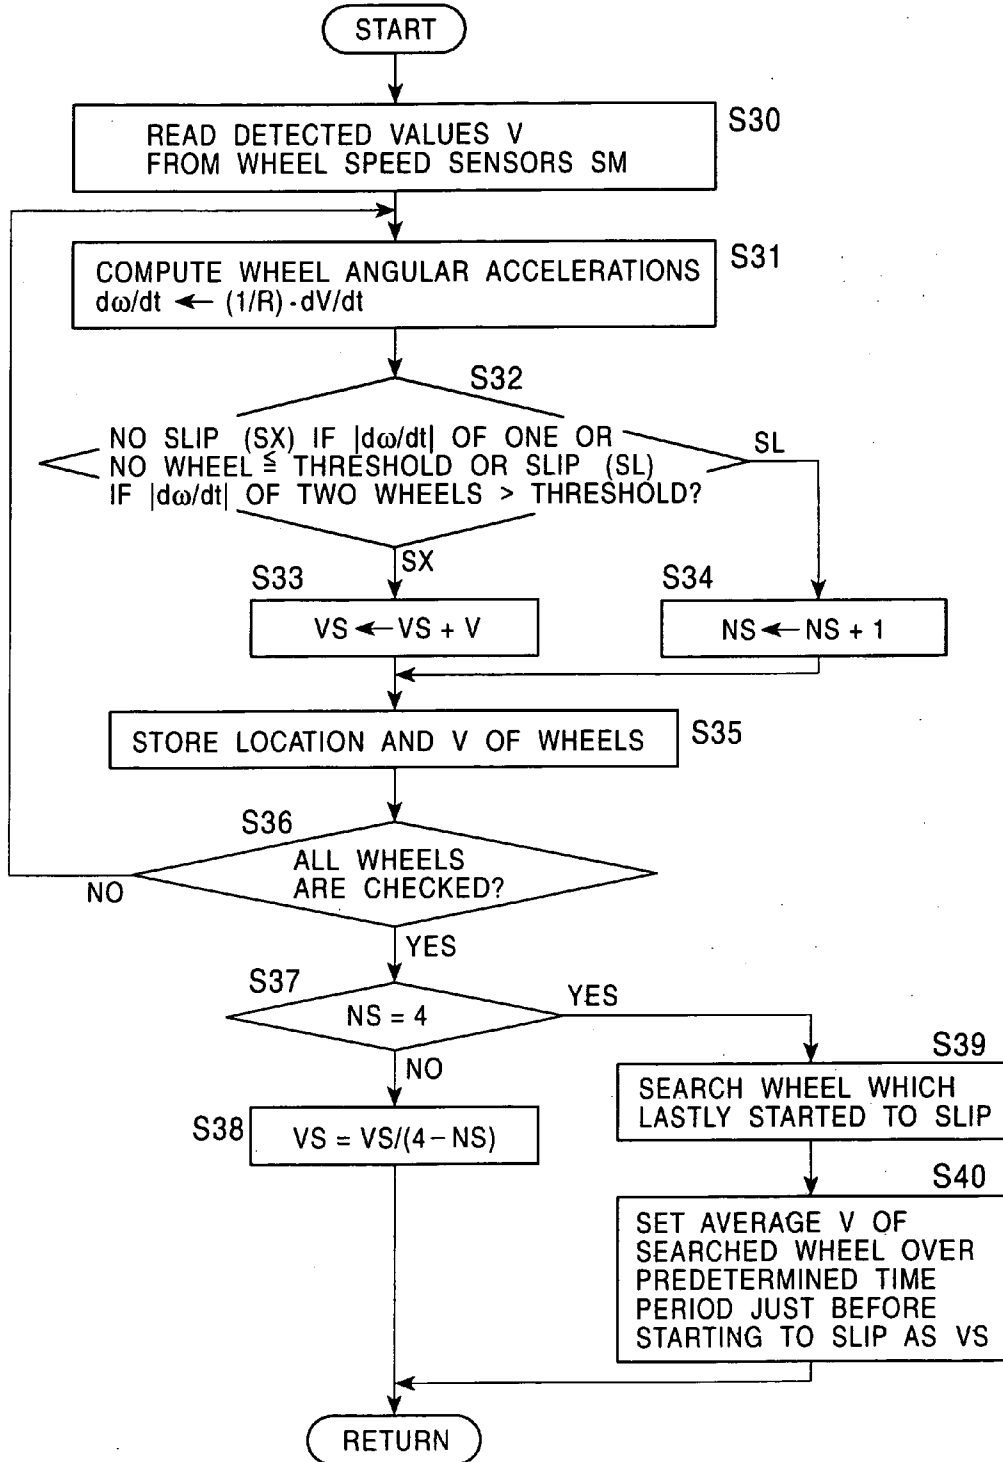 START
S30
READ DETECTED VALUES V
FROM WHEEL SPEED SENSORS SM
S31
COMPUTE WHEEL ANGULAR ACCELERATIONS
dω/dt ← (1/R)·dV/dt
S32
NO SLIP (SX) IF |dω/dt| OF ONE OR
NO WHEEL ≦ THRESHOLD OR SLIP (SL)
IF |dω/dt| OF TWO WHEELS > THRESHOLD?
SL
SX
S33
VS ← VS + V
S34
NS ← NS + 1
STORE LOCATION AND V OF WHEELS
S35
S36
ALL WHEELS
ARE CHECKED?
NO
YES
S37
NS = 4
YES
NO
S38
VS = VS/(4 – NS)
S39
SEARCH WHEEL WHICH
LASTLY STARTED TO SLIP
S40
SET AVERAGE V OF
SEARCHED WHEEL OVER
PREDETERMINED TIME
PERIOD JUST BEFORE
STARTING TO SLIP AS VS
RETURN